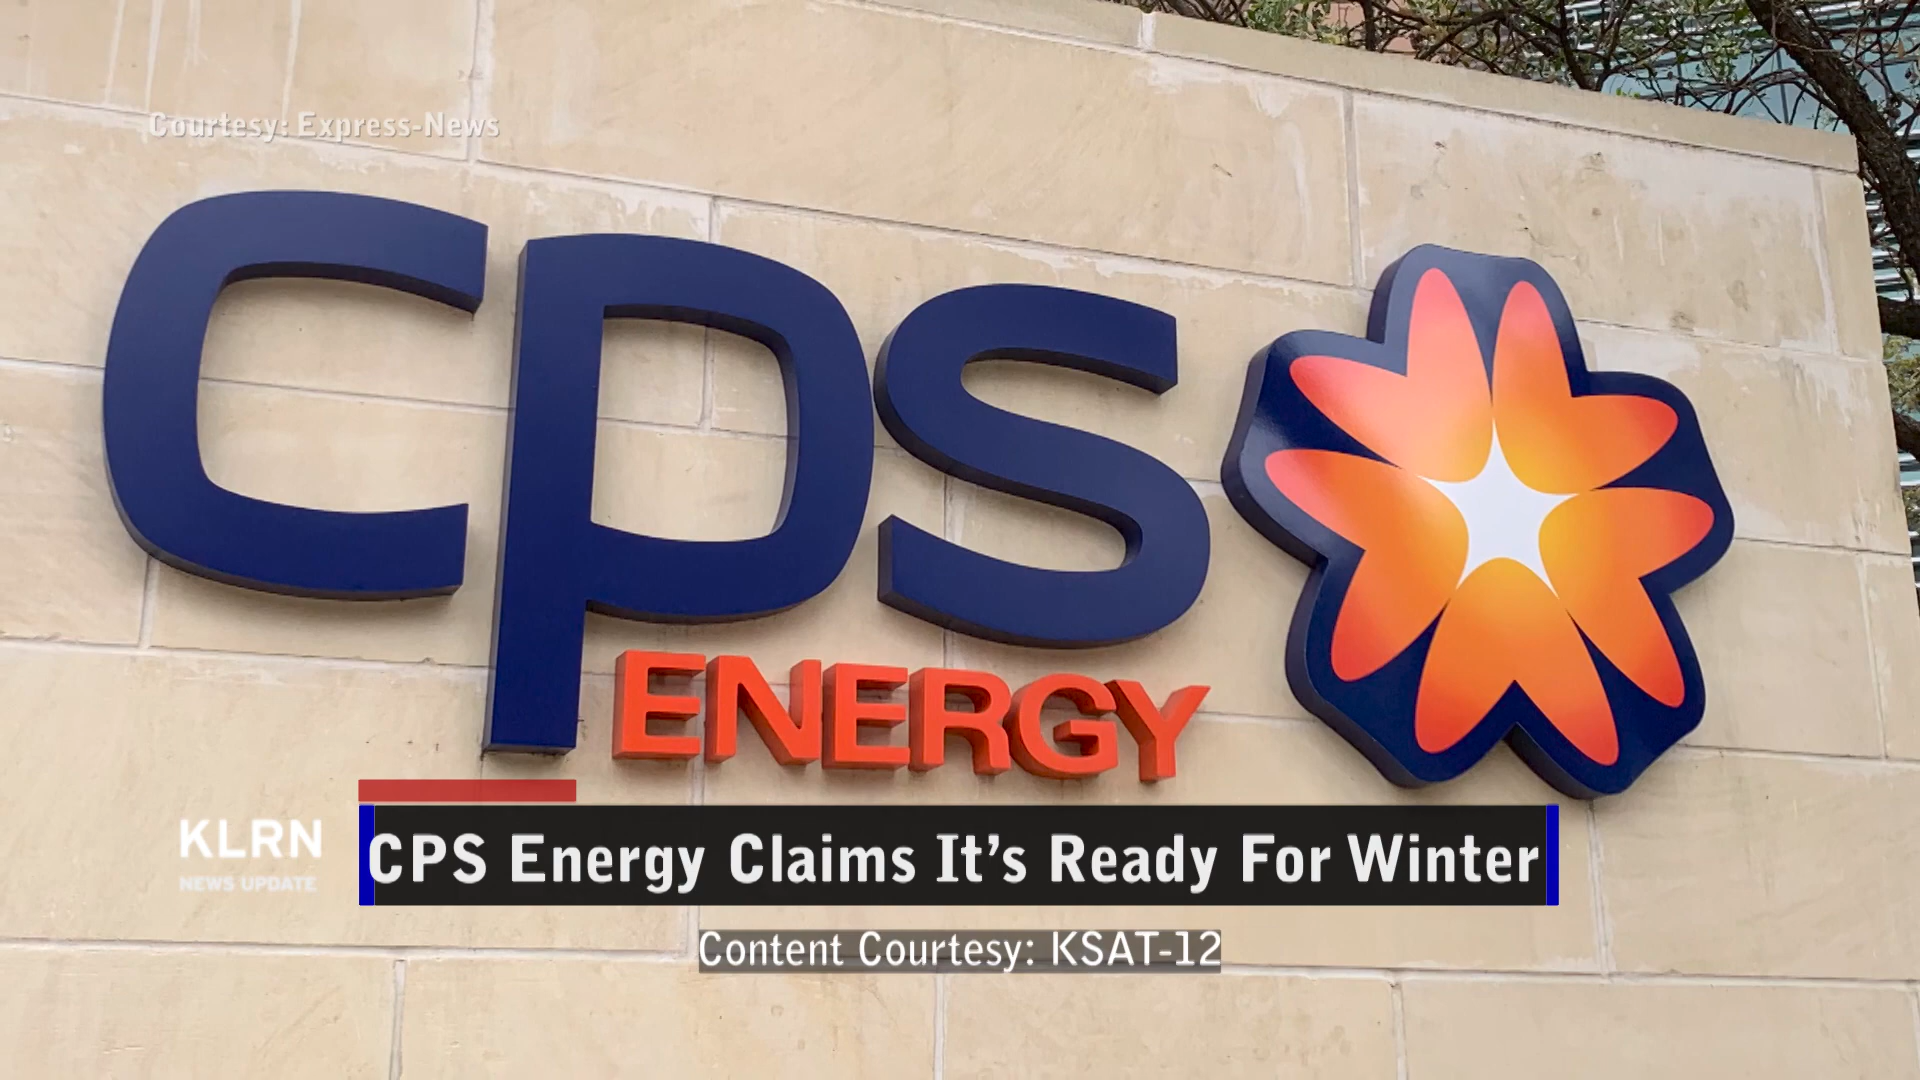 Courtesy: Express-News
cps
ENERGY
KLRN
NEWS UPDATE
CPS Energy Claims It's Ready For Winter
Content Courtesy: KSAT-12